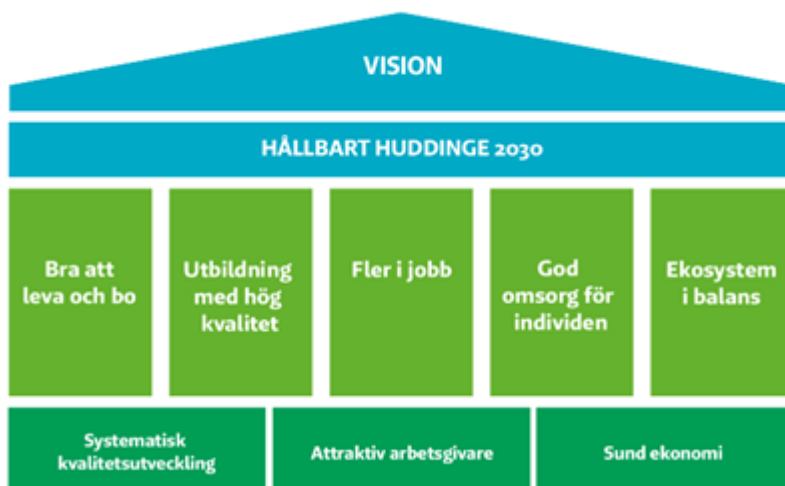 VISION
HÅLLBART HUDDINGE 2030
Bra att
leva och bo
Utbildning
med hög
kvalitet
Fler i jobb
God
omsorg för
individen
Ekosystem
i balans
Systematisk
kvalitetsutveckling
Attraktiv arbetsgivare
Sund ekonomi